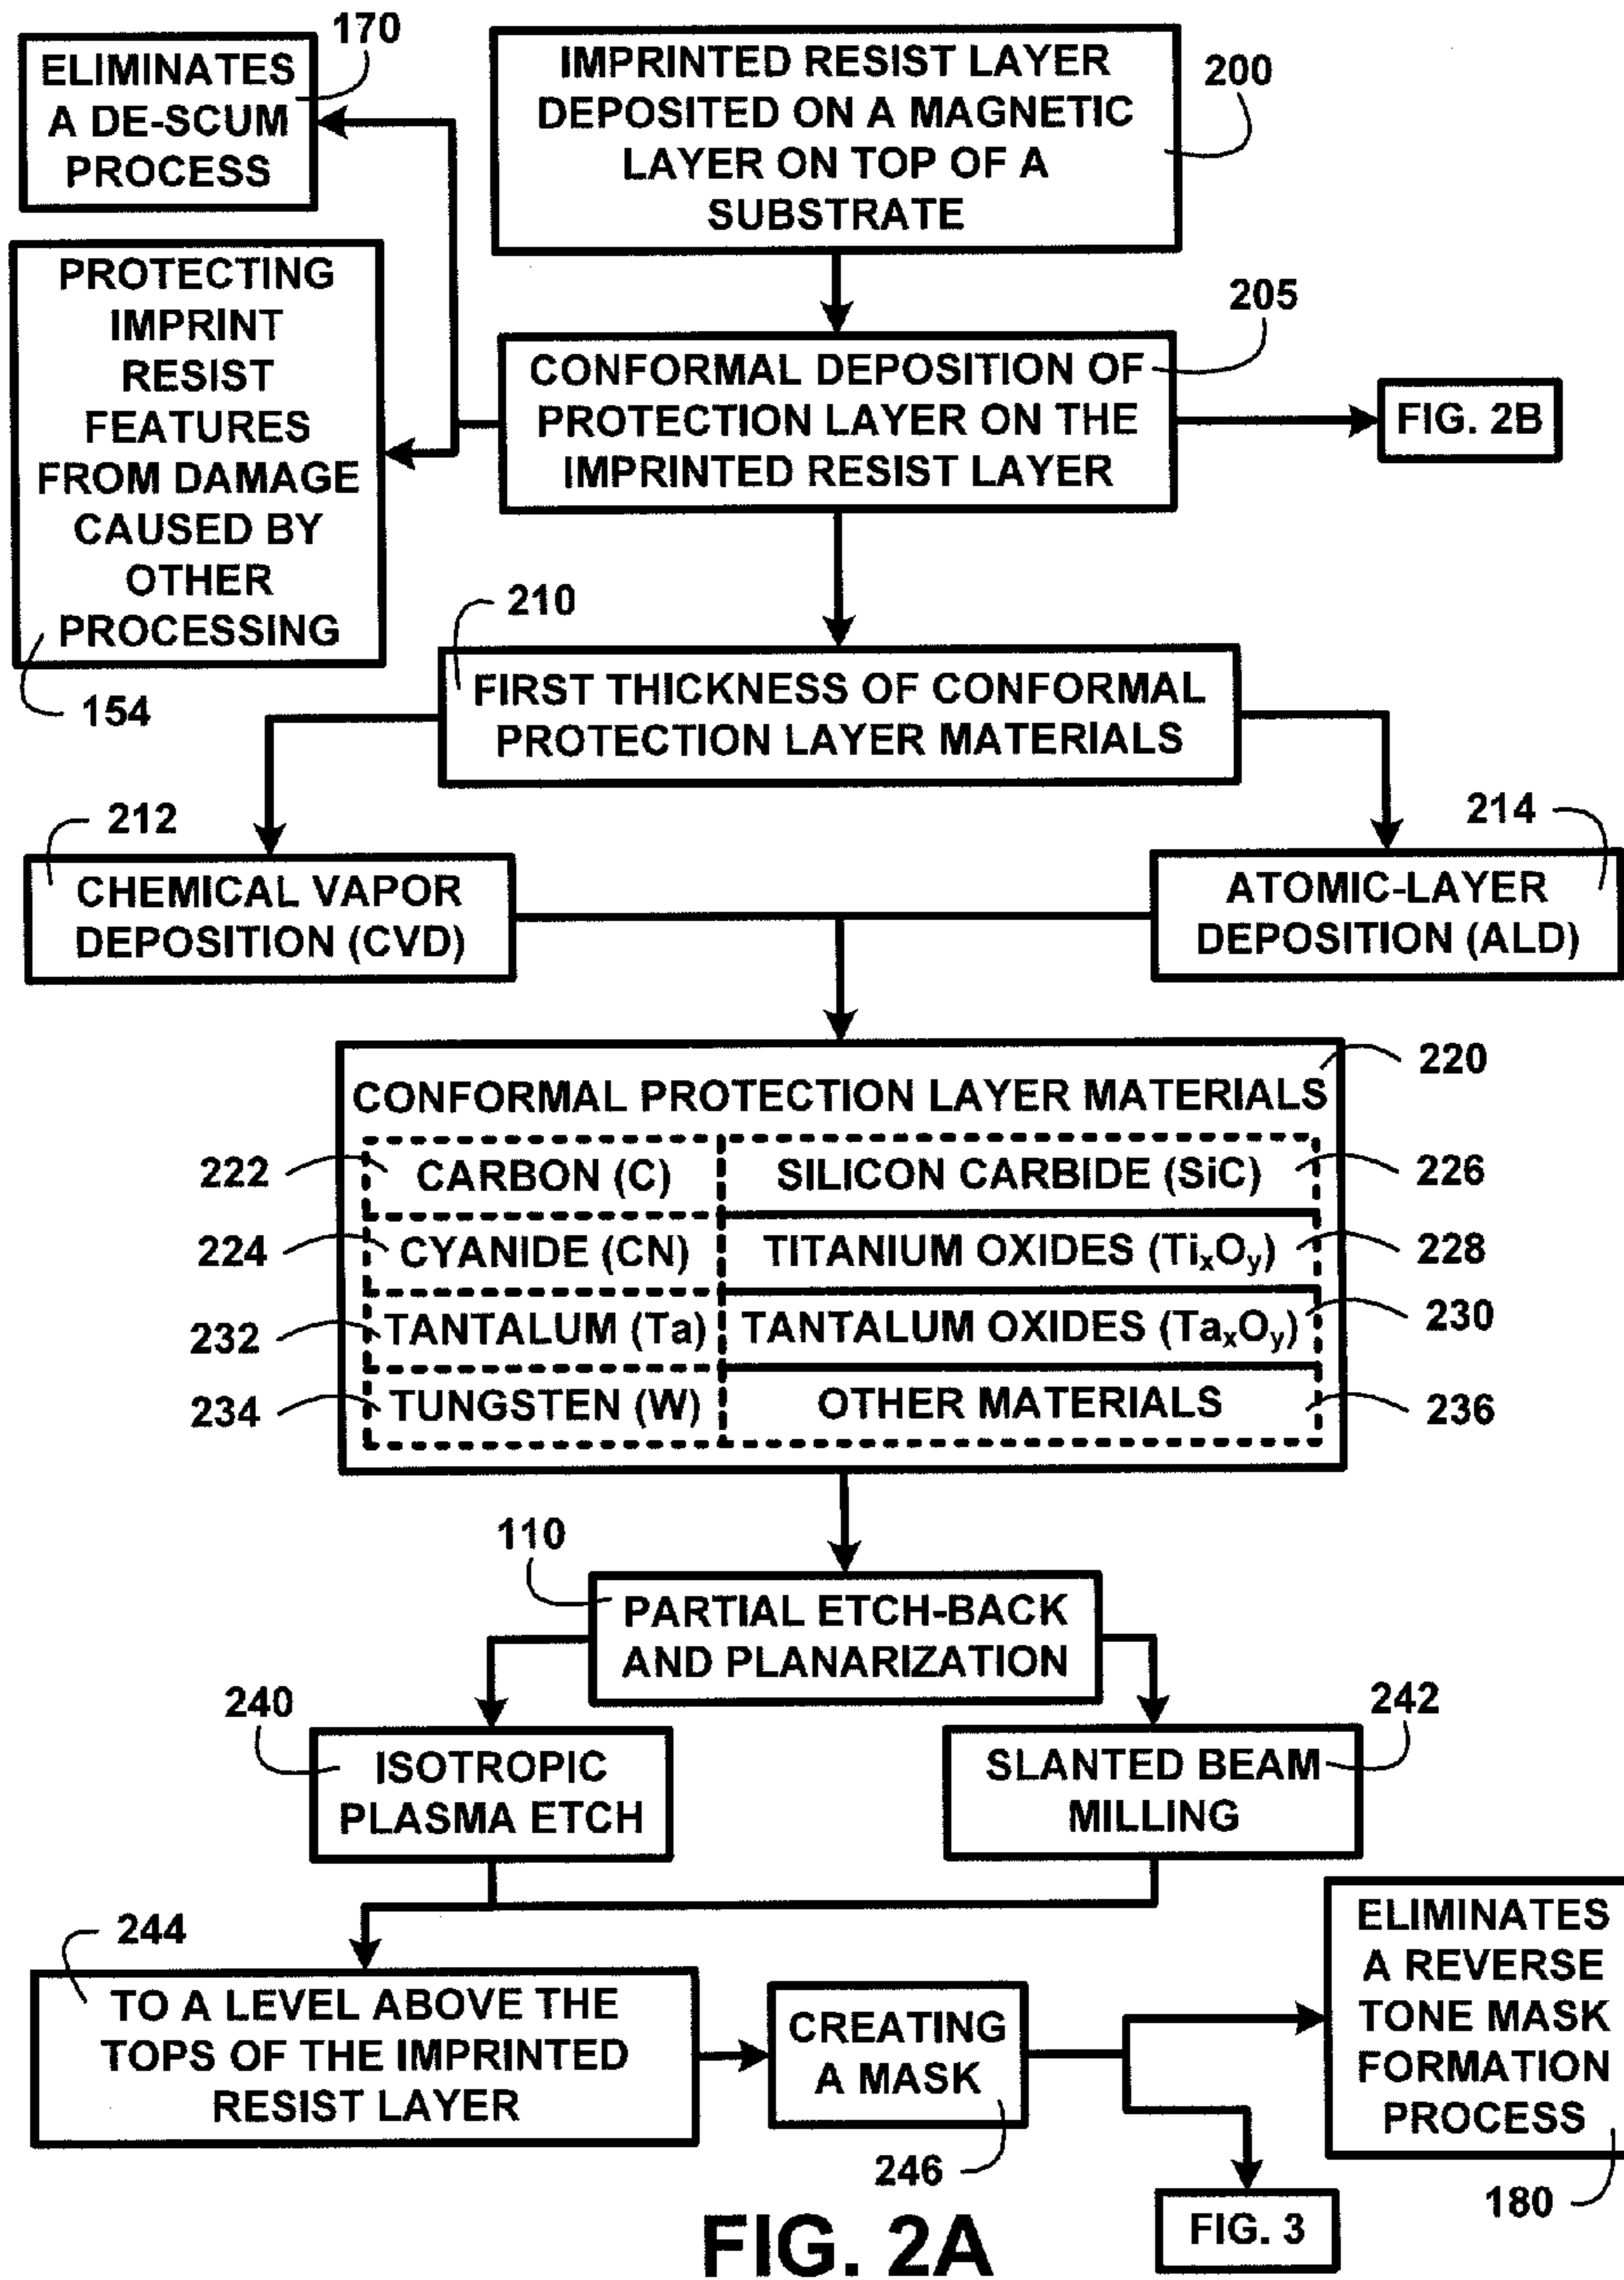 170
ELIMINATES
A DE-SCUM
PROCESS
IMPRINTED RESIST LAYER
DEPOSITED ON A MAGNETIC
LAYER ON TOP OF A
SUBSTRATE
200
PROTECTING
IMPRINT
RESIST
FEATURES
FROM DAMAGE
CAUSED BY
OTHER
PROCESSING
154
205
CONFORMAL DEPOSITION OF
PROTECTION LAYER ON THE
IMPRINTED RESIST LAYER
FIG. 2B
210
FIRST THICKNESS OF CONFORMAL
PROTECTION LAYER MATERIALS
212
CHEMICAL VAPOR
DEPOSITION (CVD)
214
ATOMIC-LAYER
DEPOSITION (ALD)
220
CONFORMAL PROTECTION LAYER MATERIALS
222
CARBON (C)
SILICON CARBIDE (SiC)
226
224
CYANIDE (CN)
TITANIUM OXIDES (TiₓOᵧ)
228
232
TANTALUM (Ta)
TANTALUM OXIDES (TaₓOᵧ)
230
234
TUNGSTEN (W)
OTHER MATERIALS
236
110
PARTIAL ETCH-BACK
AND PLANARIZATION
240
ISOTROPIC
PLASMA ETCH
242
SLANTED BEAM
MILLING
244
TO A LEVEL ABOVE THE
TOPS OF THE IMPRINTED
RESIST LAYER
CREATING
A MASK
246
ELIMINATES
A REVERSE
TONE MASK
FORMATION
PROCESS
180
FIG. 3
FIG. 2A